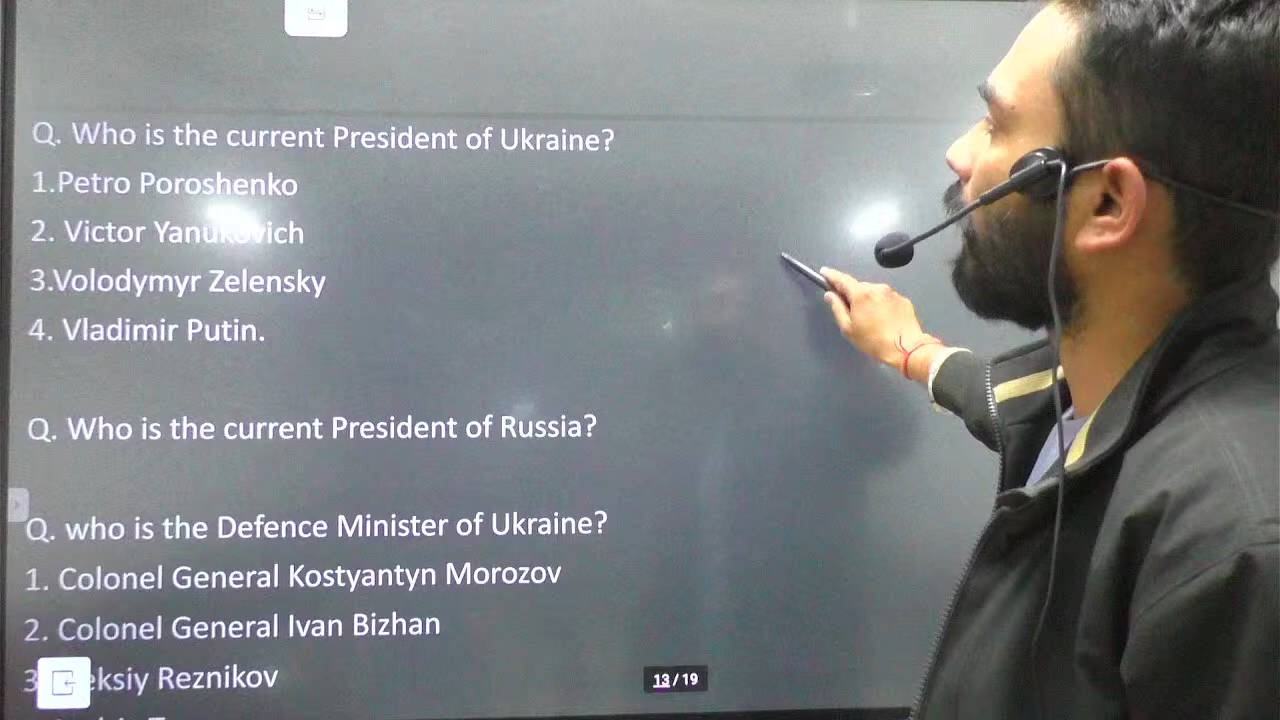 Q. Who is the current President of Ukraine?
1.Petro Poroshenko
2. Victor Yanukovich
3.Volodymyr Zelensky
4. Vladimir Putin.
Q. Who is the current President of Russia?
Q. who is the Defence Minister of Ukraine?
1. Colonel General Kostyantyn Morozov
2. Colonel General Ivan Bizhan
3 Reznikov
13 / 19